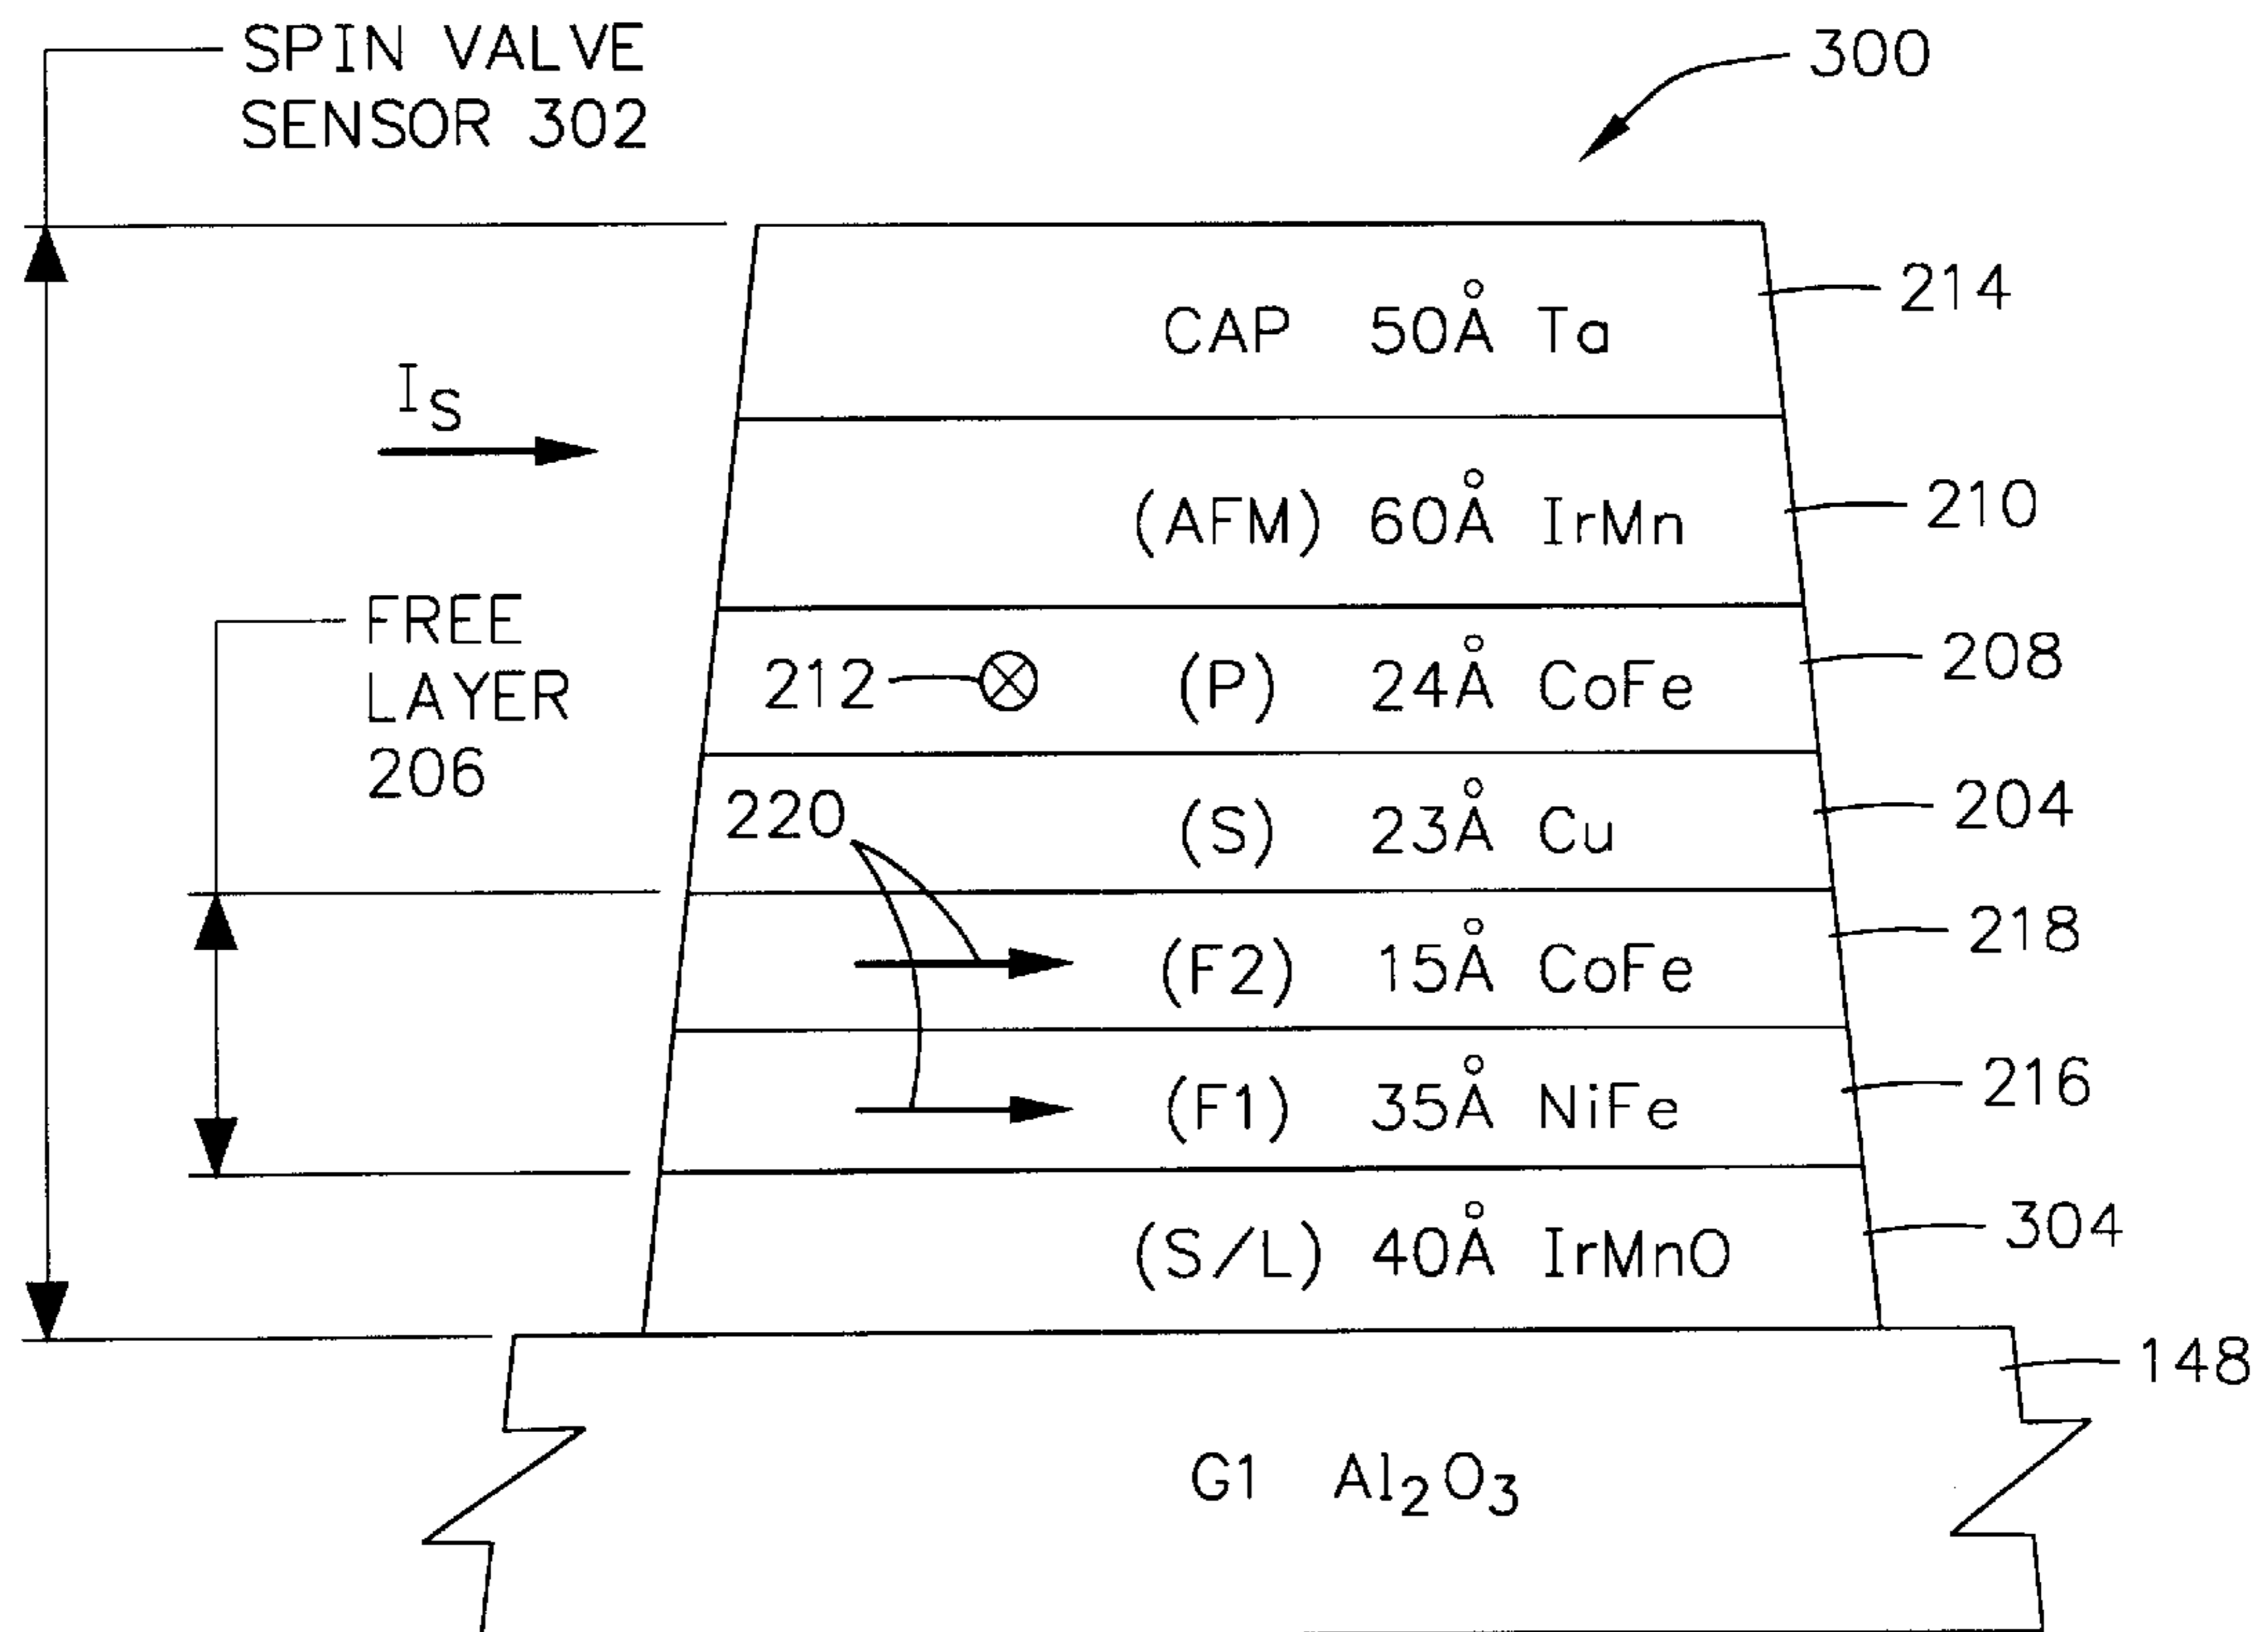 SPIN VALVE
SENSOR 302
300
CAP 50Å Ta
214
I_S
(AFM) 60Å IrMn
210
FREE
LAYER
206
212
(P) 24Å CoFe
208
220
(S) 23Å Cu
204
(F2) 15Å CoFe
218
(F1) 35Å NiFe
216
(S/L) 40Å IrMnO
304
148
G1 Al₂O₃